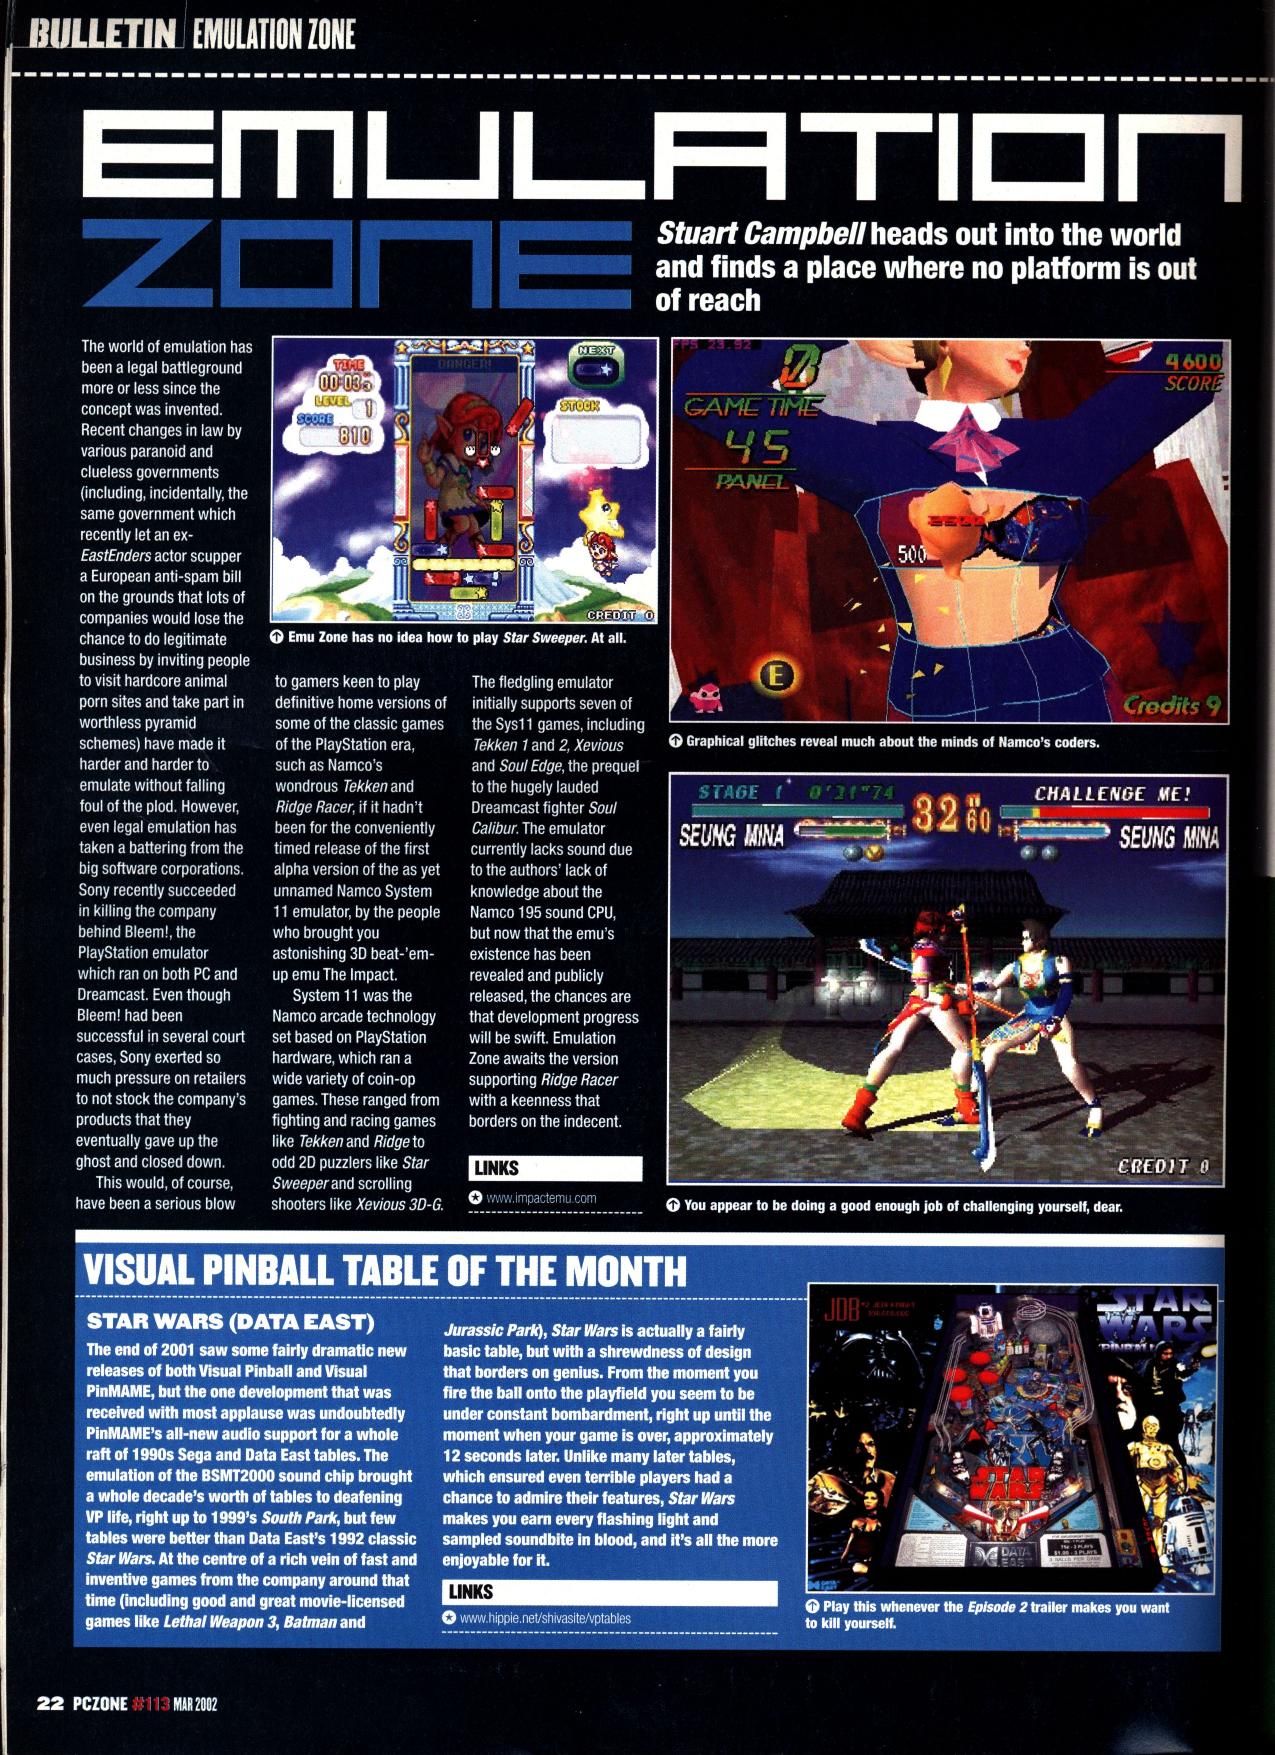 BULLETIN EMULATION ZONE
EMULATION
ZONE
Stuart Campbell heads out into the world
and finds a place where no platform is out
of reach
The world of emulation has
been a legal battleground
more or less since the
concept was invented.
Recent changes in law by
various paranoid and
clueless governments
(including, incidentally, the
same government which
recently let an ex-
EastEnders actor scupper
a European anti-spam bill
on the grounds that lots of
companies would lose the
chance to do legitimate
business by inviting people
to visit hardcore animal
porn sites and take part in
worthless pyramid
schemes) have made it
harder and harder to
emulate without falling
foul of the plod. However,
even legal emulation has
taken a battering from the
big software corporations.
Sony recently succeeded
in killing the company
behind Bleem!, the
PlayStation emulator
which ran on both PC and
Dreamcast. Even though
Bleem! had been
successful in several court
cases, Sony exerted so
much pressure on retailers
to not stock the company's
products that they
eventually gave up the
ghost and closed down.
This would, of course,
have been a serious blow
DANGER!
TIME
00:03
LEVEL 1
SCORE
810
NEXT
STOCK
CREDIT 0
Emu Zone has no idea how to play Star Sweeper. At all.
to gamers keen to play
definitive home versions of
some of the classic games
of the PlayStation era,
such as Namco's
wondrous Tekken and
Ridge Racer, if it hadn't
been for the conveniently
timed release of the first
alpha version of the as yet
unnamed Namco System
11 emulator, by the people
who brought you
astonishing 3D beat-'em-
up emu The Impact.
System 11 was the
Namco arcade technology
set based on PlayStation
hardware, which ran a
wide variety of coin-op
games. These ranged from
fighting and racing games
like Tekken and Ridge to
odd 2D puzzlers like Star
Sweeper and scrolling
shooters like Xevious 3D-G.
The fledgling emulator
initially supports seven of
the Sys11 games, including
Tekken 1 and 2, Xevious
and Soul Edge, the prequel
to the hugely lauded
Dreamcast fighter Soul
Calibur. The emulator
currently lacks sound due
to the authors' lack of
knowledge about the
Namco 195 sound CPU,
but now that the emu's
existence has been
revealed and publicly
released, the chances are
that development progress
will be swift. Emulation
Zone awaits the version
supporting Ridge Racer
with a keenness that
borders on the indecent.
LINKS
www.impactemu.com
FPS 23.92
GAME TIME
45
PANEL
4600
SCORE
500
E
Credits 9
Graphical glitches reveal much about the minds of Namco's coders.
STAGE 1 0'31"74
32 60
CHALLENGE ME!
SEUNG MINA
SEUNG MINA
CREDIT 0
You appear to be doing a good enough job of challenging yourself, dear.
VISUAL PINBALL TABLE OF THE MONTH
STAR WARS (DATA EAST)
The end of 2001 saw some fairly dramatic new
releases of both Visual Pinball and Visual
PinMAME, but the one development that was
received with most applause was undoubtedly
PinMAME's all-new audio support for a whole
raft of 1990s Sega and Data East tables. The
emulation of the BSMT2000 sound chip brought
a whole decade's worth of tables to deafening
VP life, right up to 1999's South Park, but few
tables were better than Data East's 1992 classic
Star Wars. At the centre of a rich vein of fast and
inventive games from the company around that
time (including good and great movie-licensed
games like Lethal Weapon 3, Batman and
Jurassic Park), Star Wars is actually a fairly
basic table, but with a shrewdness of design
that borders on genius. From the moment you
fire the ball onto the playfield you seem to be
under constant bombardment, right up until the
moment when your game is over, approximately
12 seconds later. Unlike many later tables,
which ensured even terrible players had a
chance to admire their features, Star Wars
makes you earn every flashing light and
sampled soundbite in blood, and it's all the more
enjoyable for it.
LINKS
www.hippie.net/shivasite/vptables
JDB
STAR
WARS
PINBALL
STAR
WARS
DATA
EAST
Play this whenever the Episode 2 trailer makes you want
to kill yourself.
22 PCZONE #113 MAR 2002